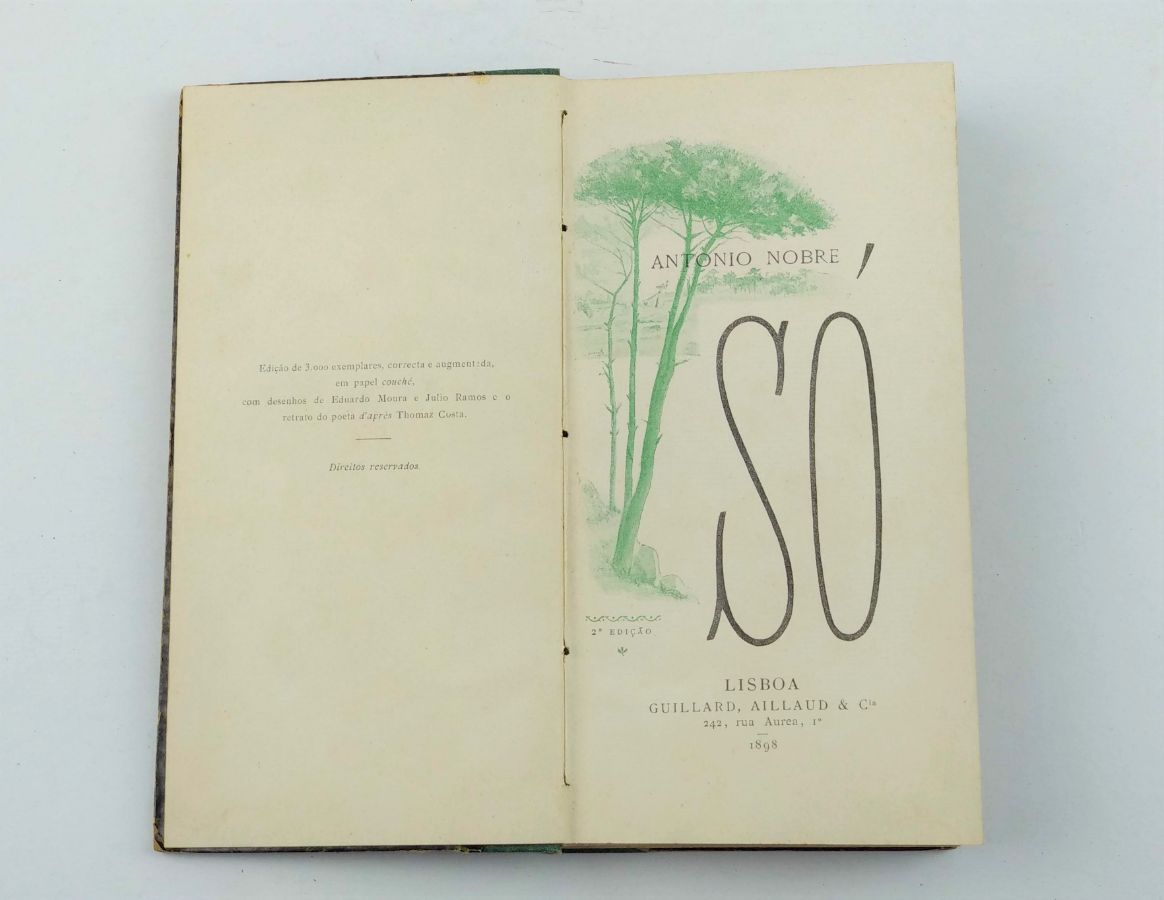 Edição de 3.000 exemplares, correcta e augmentada,
em papel couché,
com desenhos de Eduardo Moura e Julio Ramos e o
retrato do poeta d'après Thomaz Costa.
Direitos reservados
ANTONIO NOBRE
SÓ
2ª EDIÇÃO
LISBOA
GUILLARD, AILLAUD & Cia
242, rua Aurea, 1º
1898